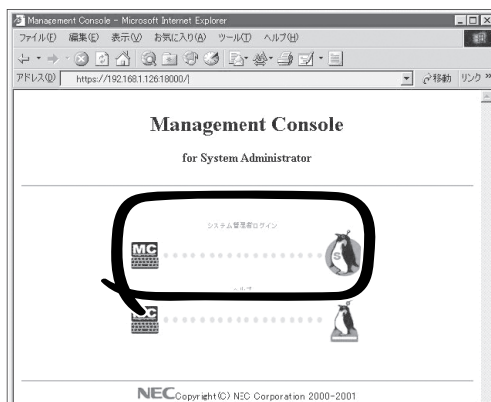 Management Console - Microsoft Internet Explorer
ファイル(F) 編集(E) 表示(V) お気に入り(A) ツール(T) ヘルプ(H)
アドレス(D) https://192.168.1.126:18000/ 移動 リンク »
Management Console
for System Administrator
システム管理者ログイン
MC S
NEC Copyright(C) NEC Corporation 2000-2001